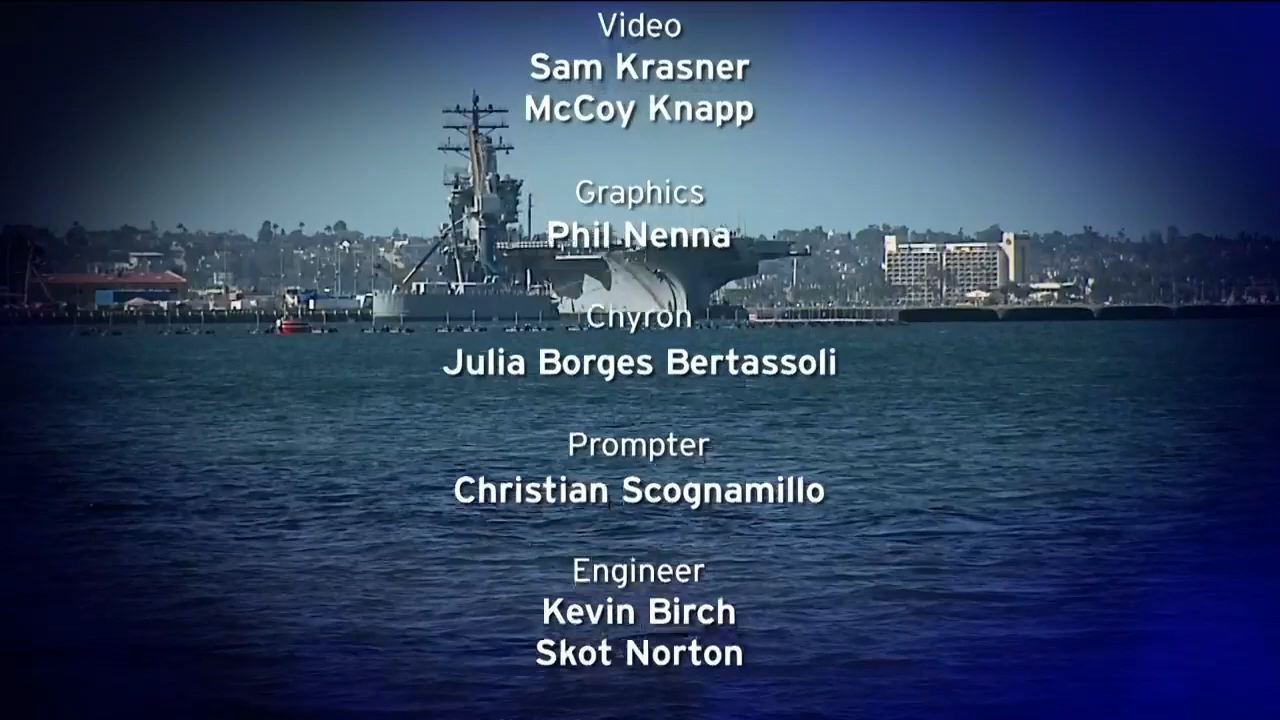 Video
Sam Krasner
McCoy Knapp
Graphics
Phil Nenna
Chyron
Julia Borges Bertassoli
Prompter
Christian Scognamillo
Engineer
Kevin Birch
Skot Norton